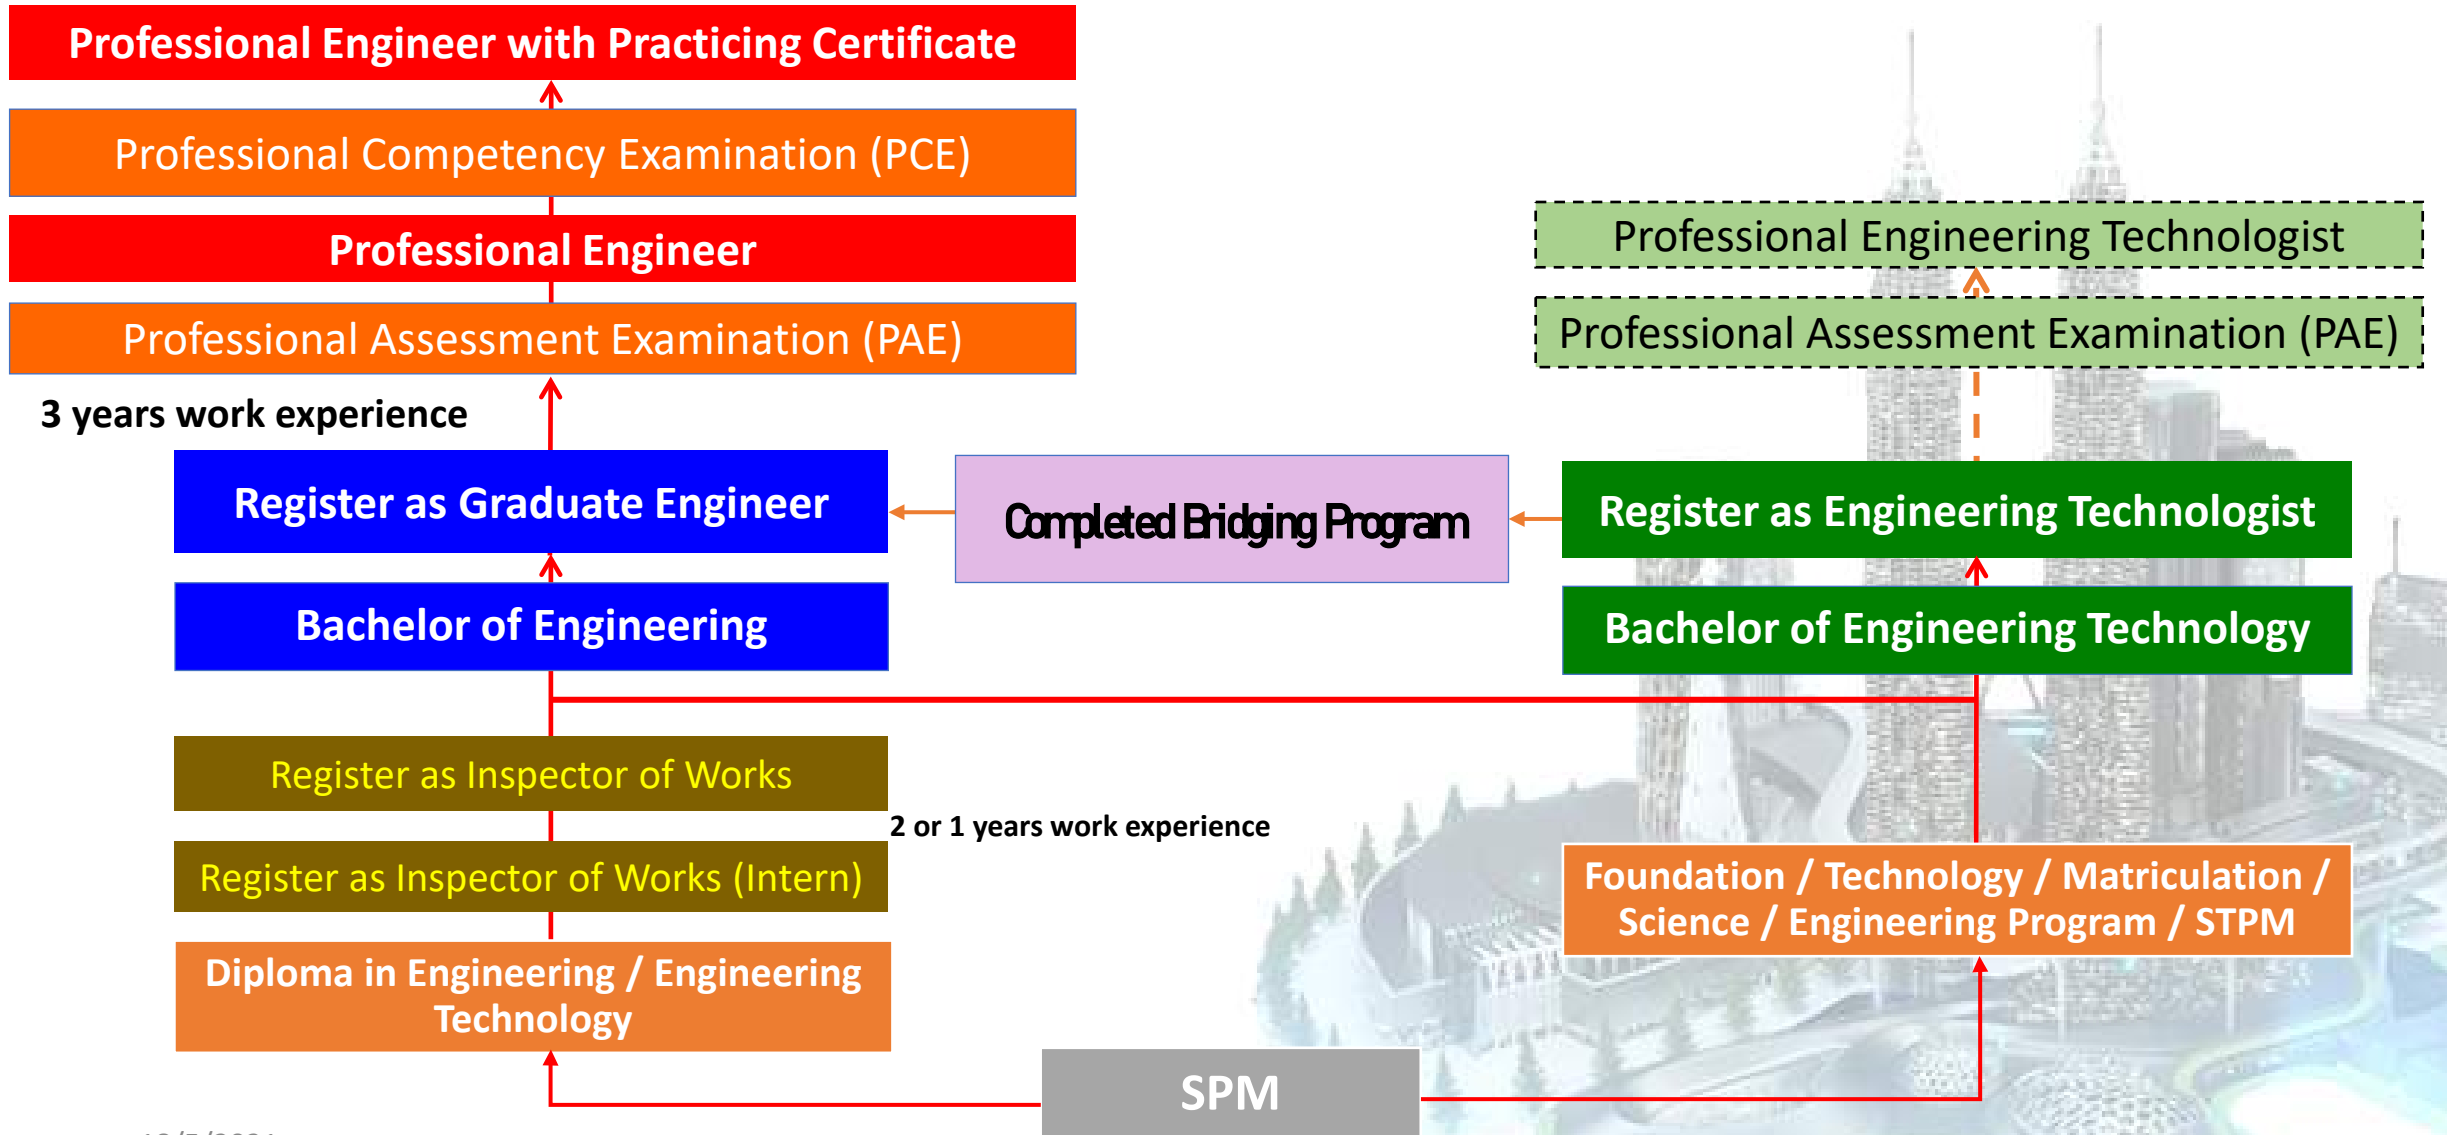 Professional Engineer with Practicing Certificate
Professional Competency Examination (PCE)
Professional Engineer
Professional Assessment Examination (PAE)
3 years work experience
Register as Graduate Engineer
Bachelor of Engineering
Register as Inspector of Works
2 or 1 years work experience
Register as Inspector of Works (Intern)
Diploma in Engineering / Engineering
Technology
Completed Bridging Program
Professional Engineering Technologist
Professional Assessment Examination (PAE)
Register as Engineering Technologist
Bachelor of Engineering Technology
Foundation / Technology / Matriculation /
Science / Engineering Program / STPM
SPM